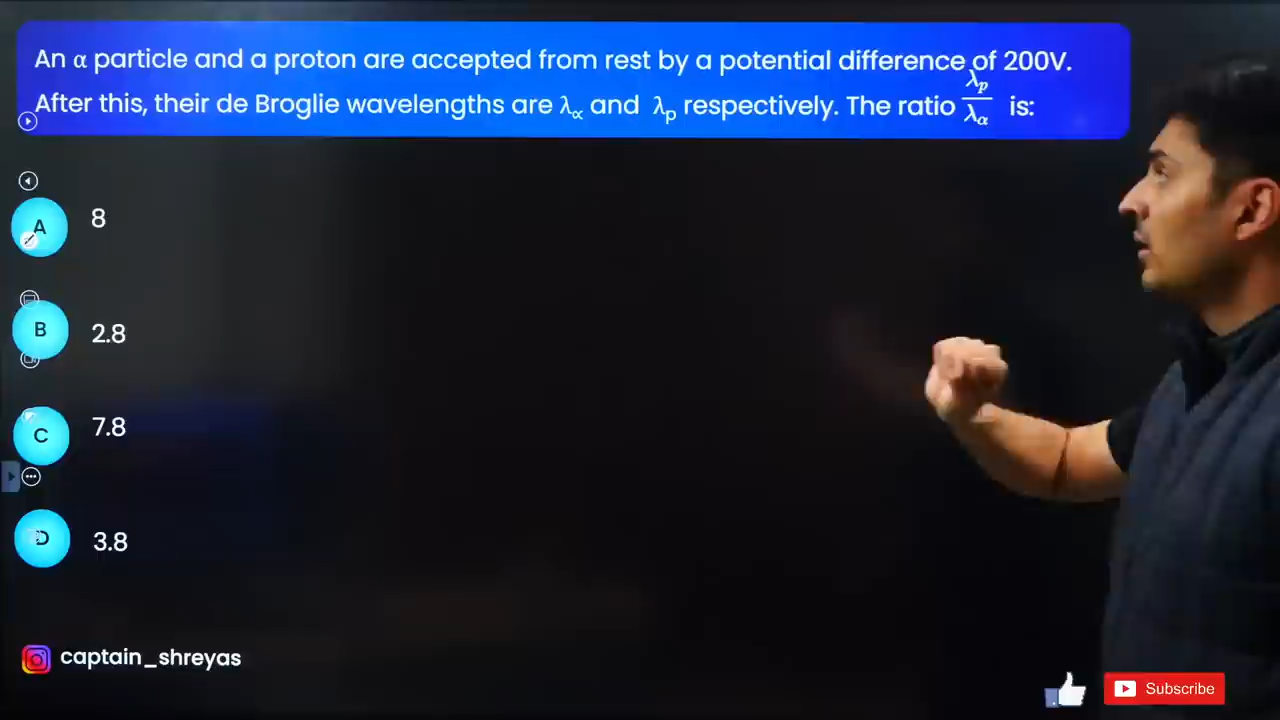 An α particle and a proton are accepted from rest by a potential difference of 200V.
After this, their de Broglie wavelengths are λ∝ and λp respectively. The ratio λp/λα is:
A 8
B 2.8
C 7.8
D 3.8
captain_shreyas
Subscribe